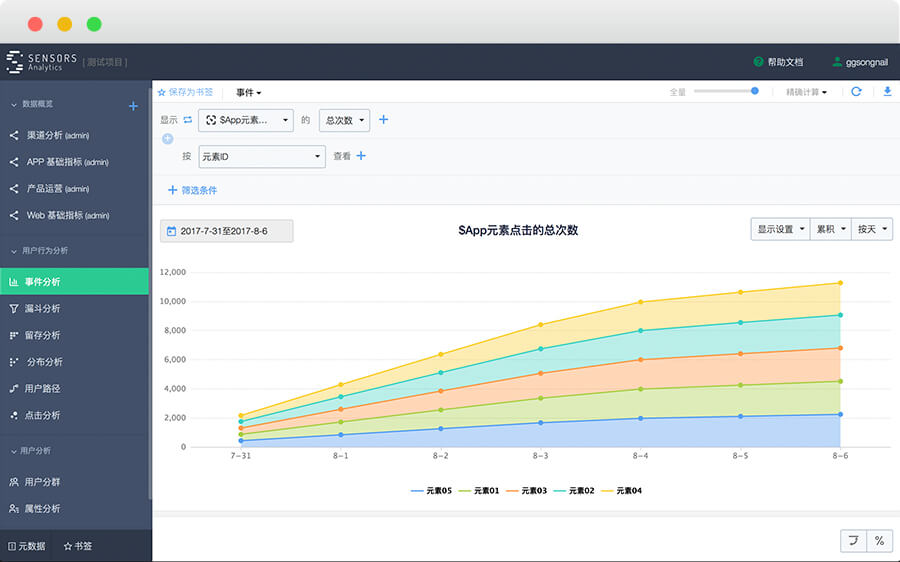 SENSORS
Analytics
[ 测试项目 ]
帮助文档
ggsongnail
数据概览
渠道分析 (admin)
APP 基础指标 (admin)
产品运营 (admin)
Web 基础指标 (admin)
用户行为分析
事件分析
漏斗分析
留存分析
分布分析
用户路径
点击分析
用户分析
用户分群
属性分析
元数据
书签
保存为书签
事件
全量
精确计算
显示 $App元素... 的 总次数
按 元素ID 查看
筛选条件
2017-7-31至2017-8-6
$App元素点击的总次数
显示设置 累积 按天
12,000
10,000
8,000
6,000
4,000
2,000
0
7-31 8-1 8-2 8-3 8-4 8-5 8-6
元素05 元素01 元素03 元素02 元素04
%